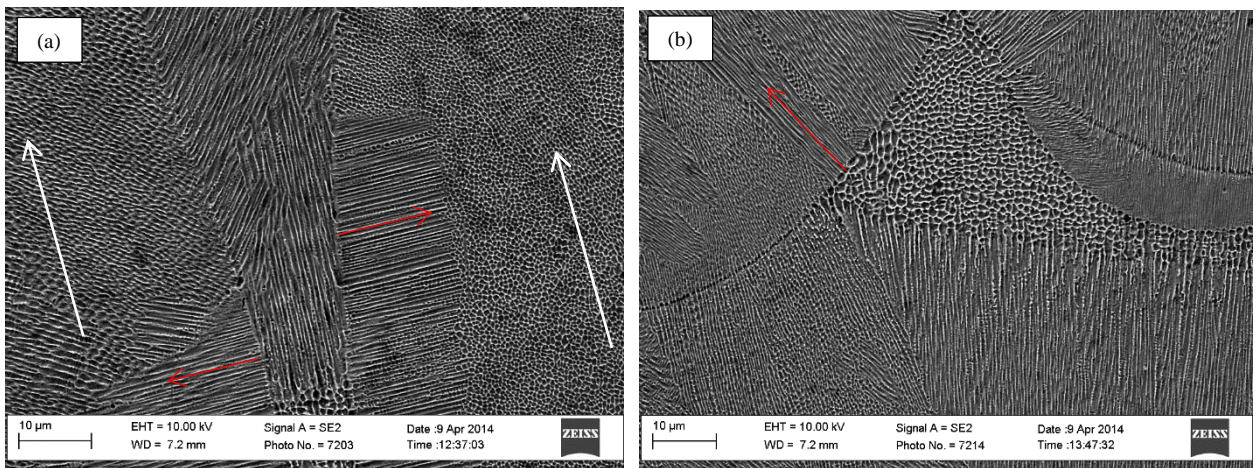 (a)
10 µm
EHT = 10.00 kV
WD = 7.2 mm
Signal A = SE2
Photo No. = 7203
Date :9 Apr 2014
Time :12:37:03
ZEISS
(b)
10 µm
EHT = 10.00 kV
WD = 7.2 mm
Signal A = SE2
Photo No. = 7214
Date :9 Apr 2014
Time :13:47:32
ZEISS